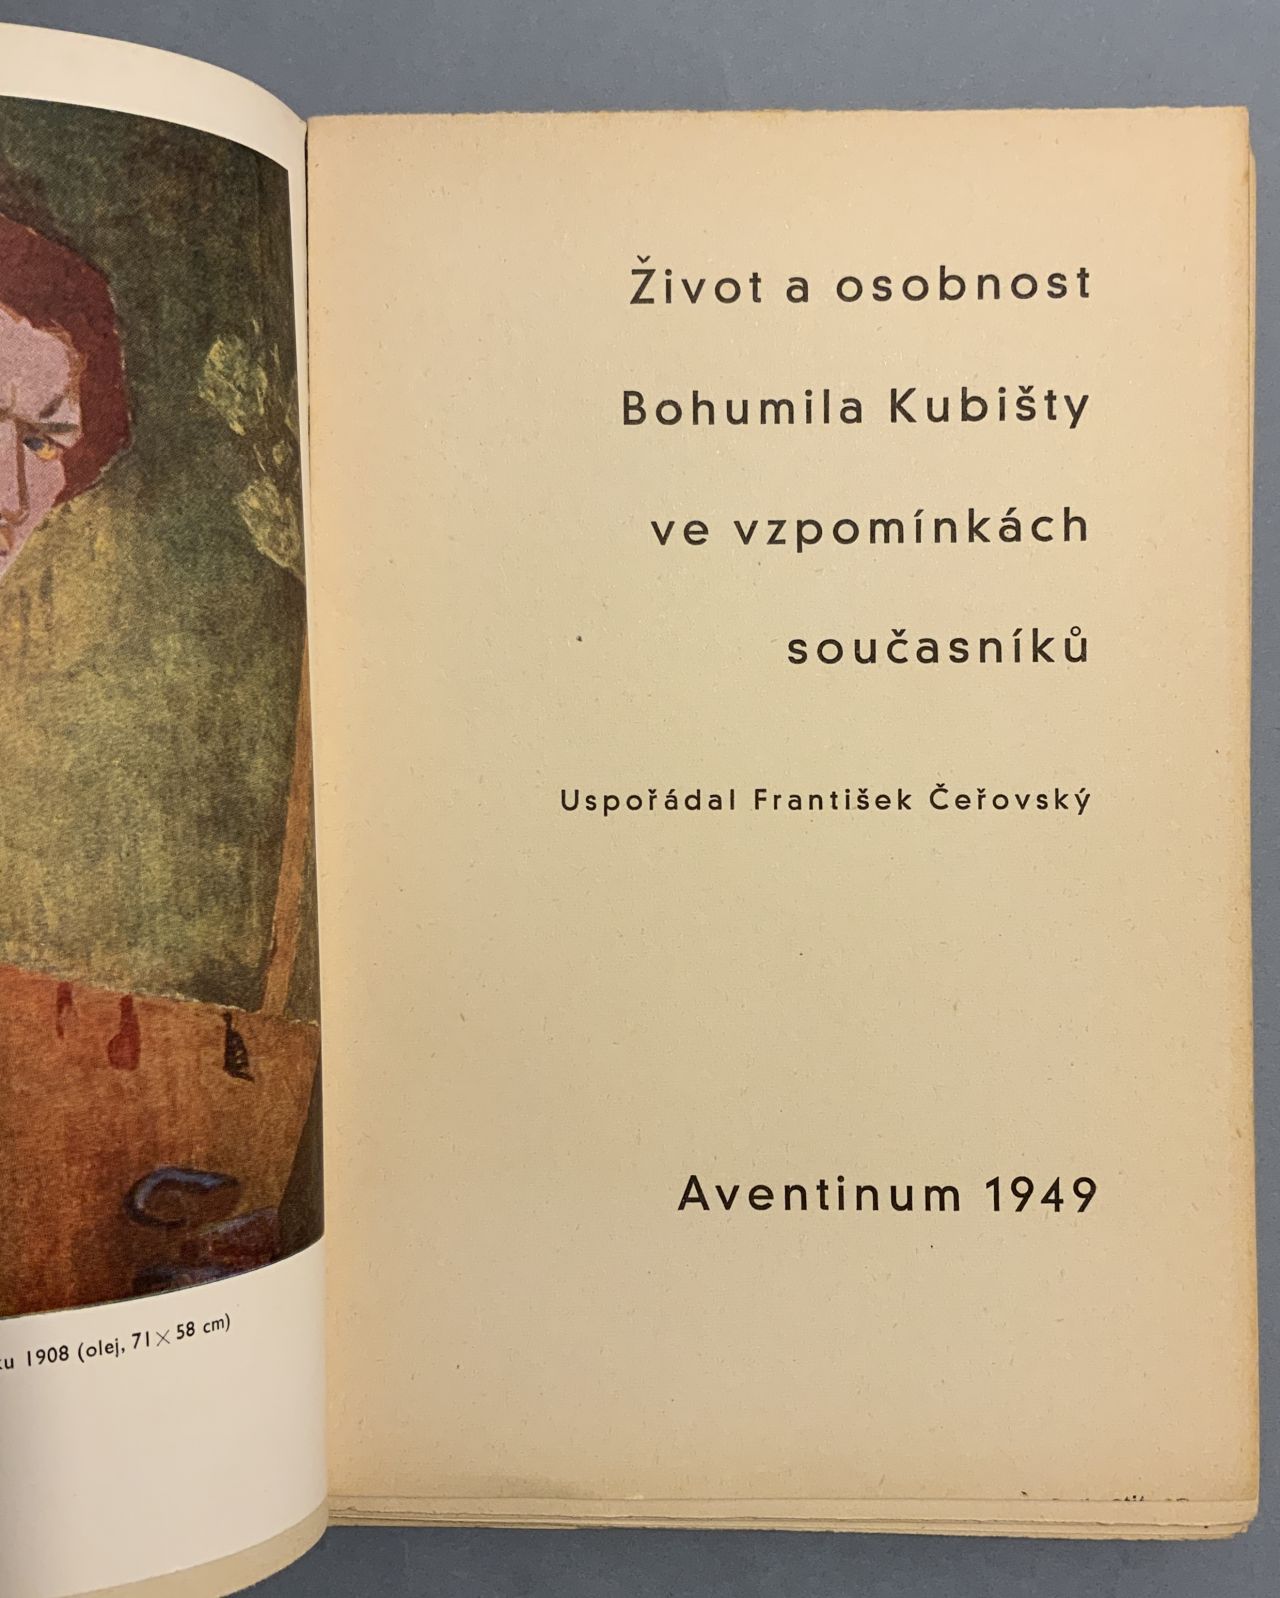 1908 (olej, 71 × 58 cm)
Život a osobnost
Bohumila Kubišty
ve vzpomínkách
současníků
Uspořádal František Čeřovský
Aventinum 1949